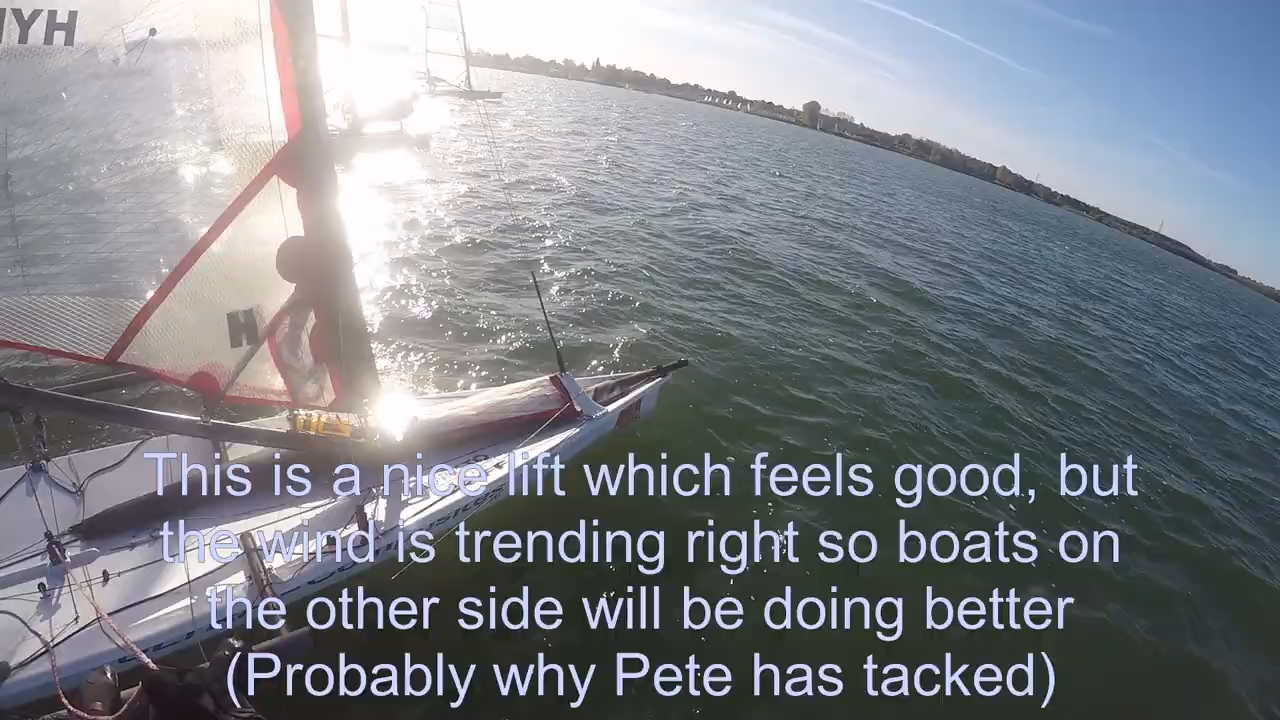 H
This is a nice lift which feels good, but
the wind is trending right so boats on
the other side will be doing better
(Probably why Pete has tacked)